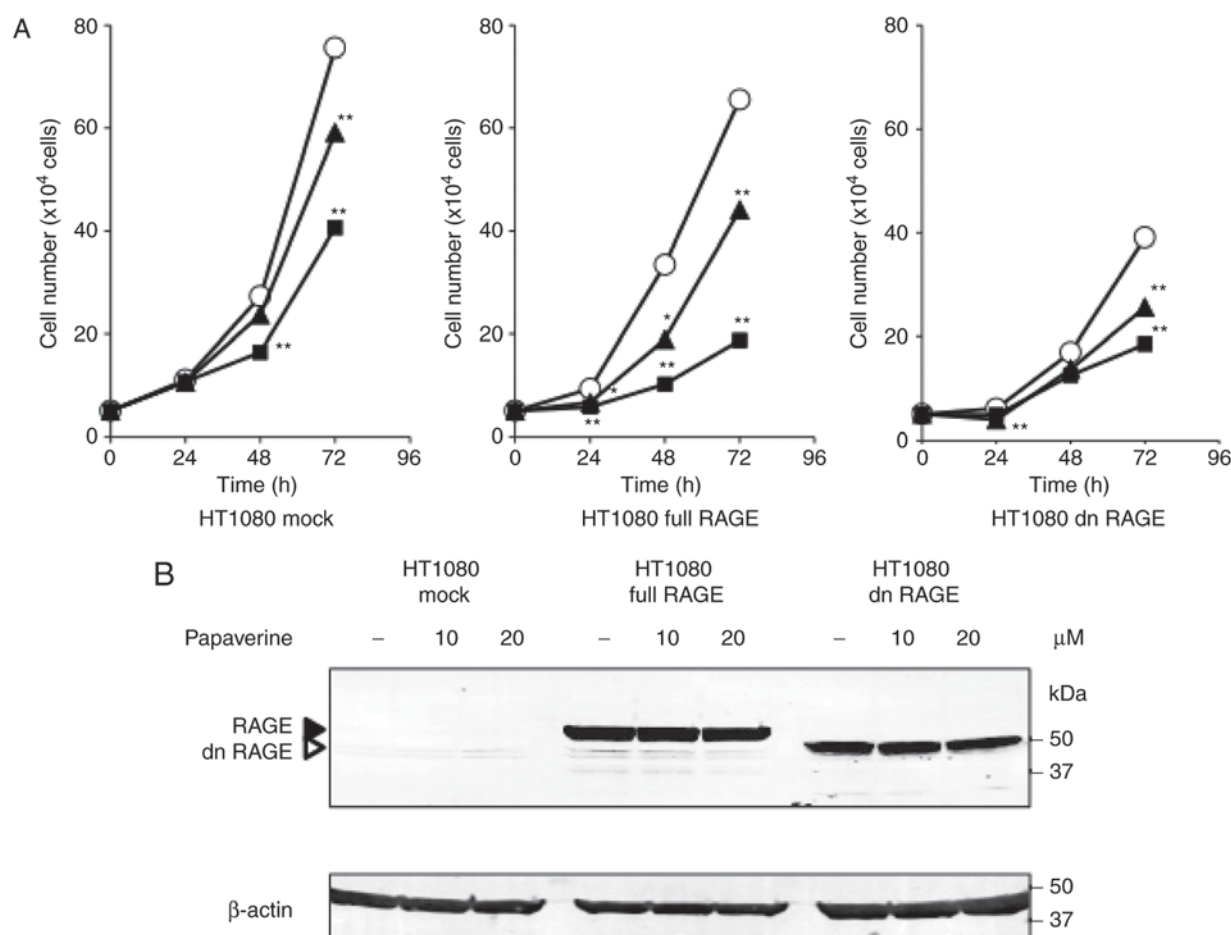 A
Cell number (x10⁴ cells)
80
60
40
20
0
**
**
**
0 24 48 72 96
Time (h)
HT1080 mock
Cell number (x10⁴ cells)
80
60
40
20
0
**
*
**
**
*
**
0 24 48 72 96
Time (h)
HT1080 full RAGE
Cell number (x10⁴ cells)
80
60
40
20
0
**
**
**
0 24 48 72 96
Time (h)
HT1080 dn RAGE
B
HT1080 mock
HT1080 full RAGE
HT1080 dn RAGE
Papaverine – 10 20 – 10 20 – 10 20 μM
kDa
RAGE
dn RAGE
50
37
β-actin
50
37